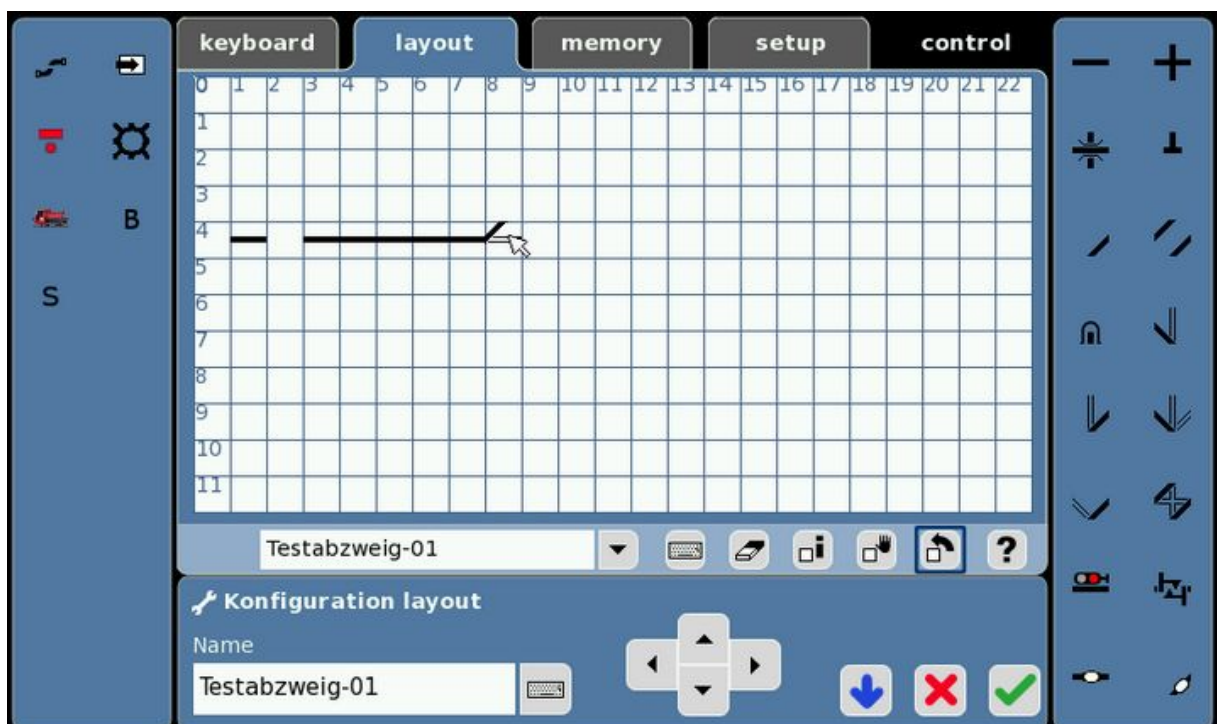 keyboard layout memory setup control
0 1 2 3 4 5 6 7 8 9 10 11 12 13 14 15 16 17 18 19 20 21 22
1
2
3
4
5
6
7
8
9
10
11
B
S
Testabzweig-01 i ?
Konfiguration layout
Name
Testabzweig-01